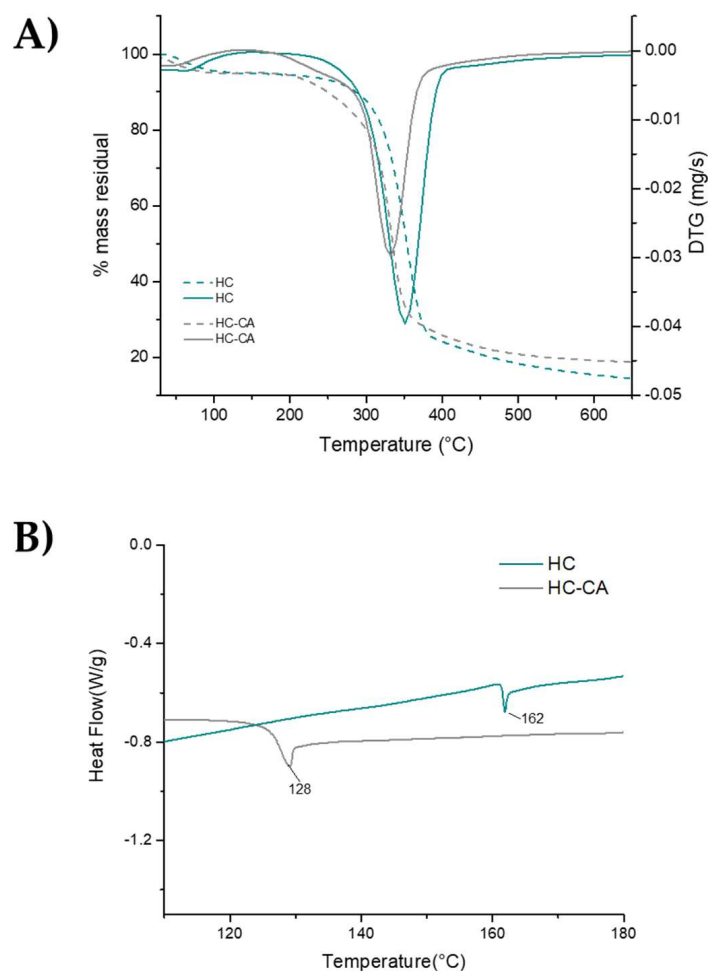 A)
100
80
60
40
20
% mass residual
0.00
-0.01
-0.02
-0.03
-0.04
-0.05
DTG (mg/s)
HC
HC
HC-CA
HC-CA
100 200 300 400 500 600
Temperature (°C)
B)
0.0
-0.4
-0.8
-1.2
Heat Flow(W/g)
HC
HC-CA
162
128
120 140 160 180
Temperature(°C)